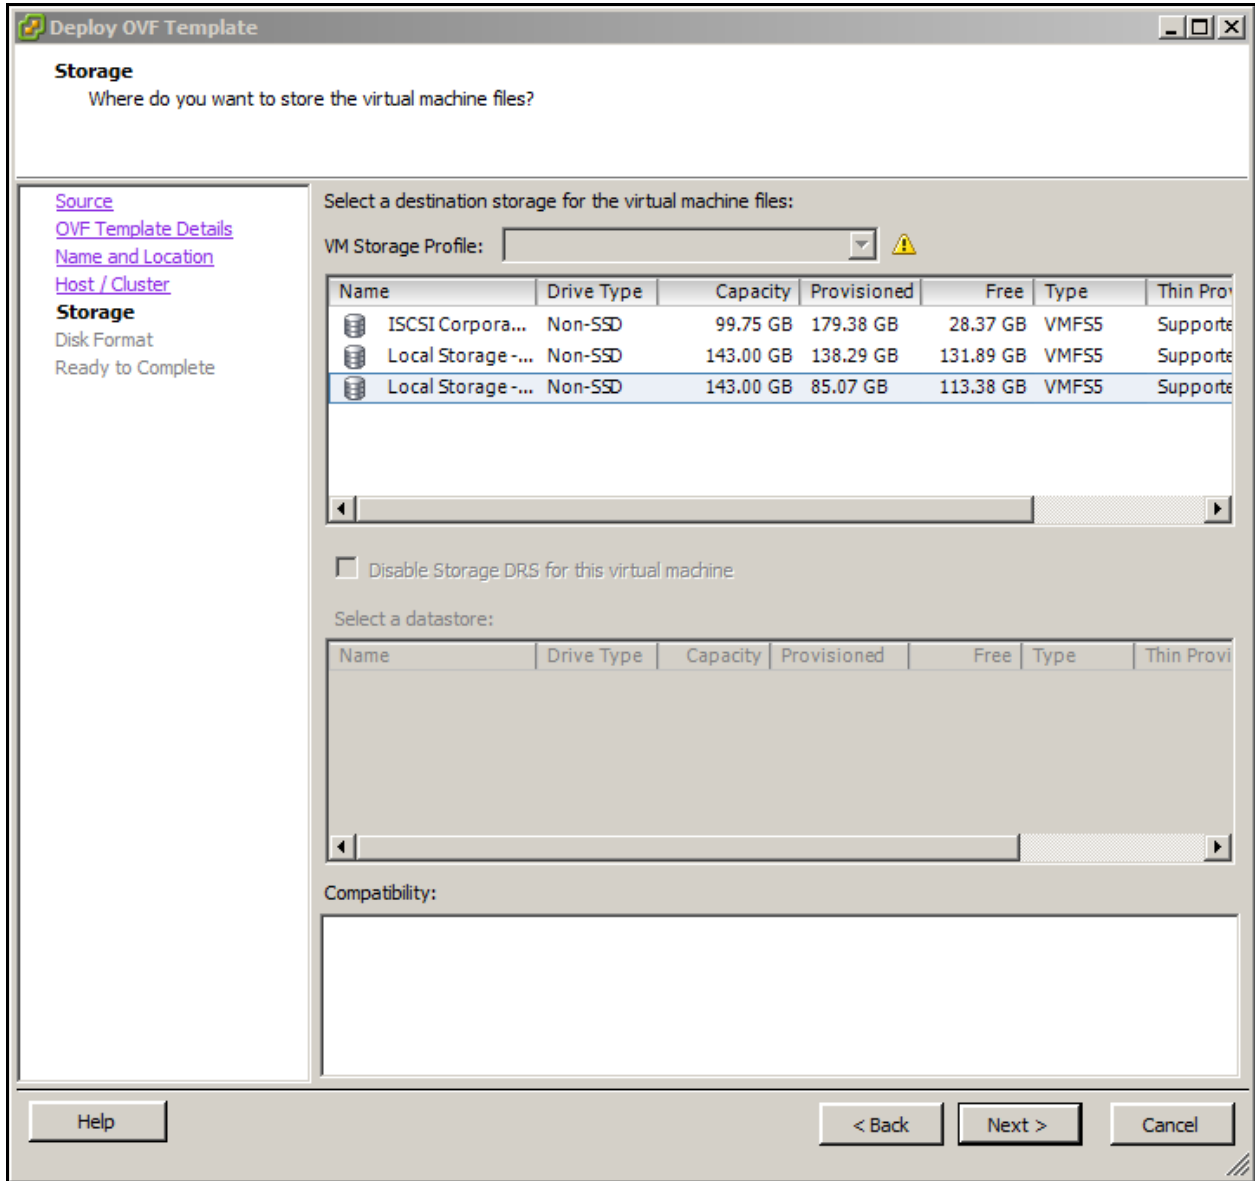 Deploy OVF Template
Storage
Where do you want to store the virtual machine files?
Source
OVF Template Details
Name and Location
Host / Cluster
Storage
Disk Format
Ready to Complete
Select a destination storage for the virtual machine files:
VM Storage Profile:
Name Drive Type Capacity Provisioned Free Type Thin Prov
ISCSI Corpora... Non-SSD 99.75 GB 179.38 GB 28.37 GB VMFS5 Supporte
Local Storage -... Non-SSD 143.00 GB 138.29 GB 131.89 GB VMFS5 Supporte
Local Storage -... Non-SSD 143.00 GB 85.07 GB 113.38 GB VMFS5 Supporte
Disable Storage DRS for this virtual machine
Select a datastore:
Name Drive Type Capacity Provisioned Free Type Thin Provi
Compatibility:
Help < Back Next > Cancel